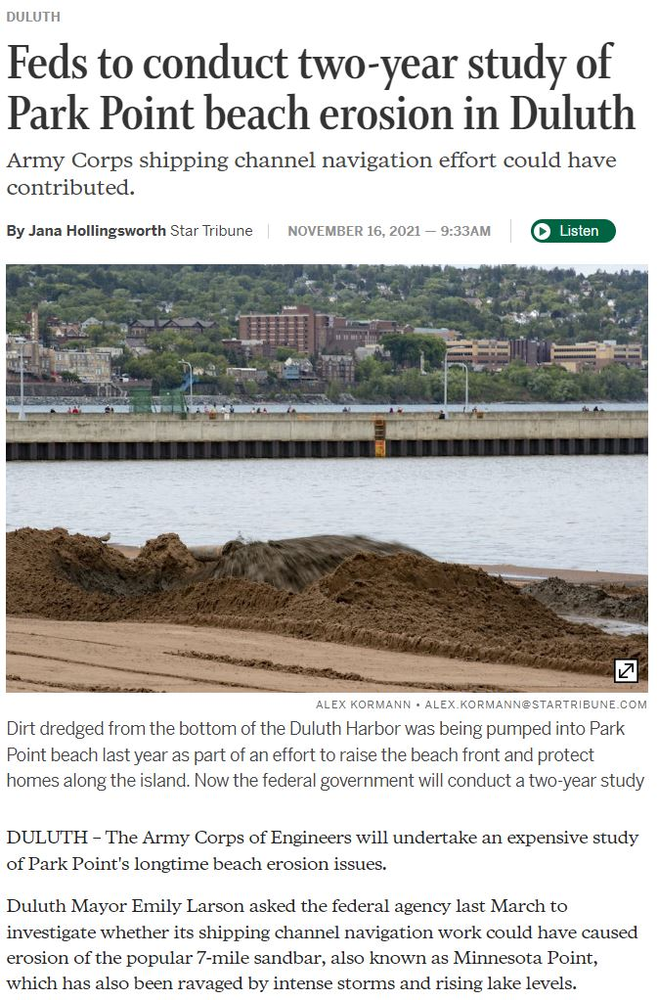 DULUTH
Feds to conduct two-year study of
Park Point beach erosion in Duluth
Army Corps shipping channel navigation effort could have
contributed.
By Jana Hollingsworth Star Tribune NOVEMBER 16, 2021 — 9:33AM Listen
ALEX KORMANN • ALEX.KORMANN@STARTRIBUNE.COM
Dirt dredged from the bottom of the Duluth Harbor was being pumped into Park
Point beach last year as part of an effort to raise the beach front and protect
homes along the island. Now the federal government will conduct a two-year study
DULUTH – The Army Corps of Engineers will undertake an expensive study
of Park Point's longtime beach erosion issues.
Duluth Mayor Emily Larson asked the federal agency last March to
investigate whether its shipping channel navigation work could have caused
erosion of the popular 7-mile sandbar, also known as Minnesota Point,
which has also been ravaged by intense storms and rising lake levels.